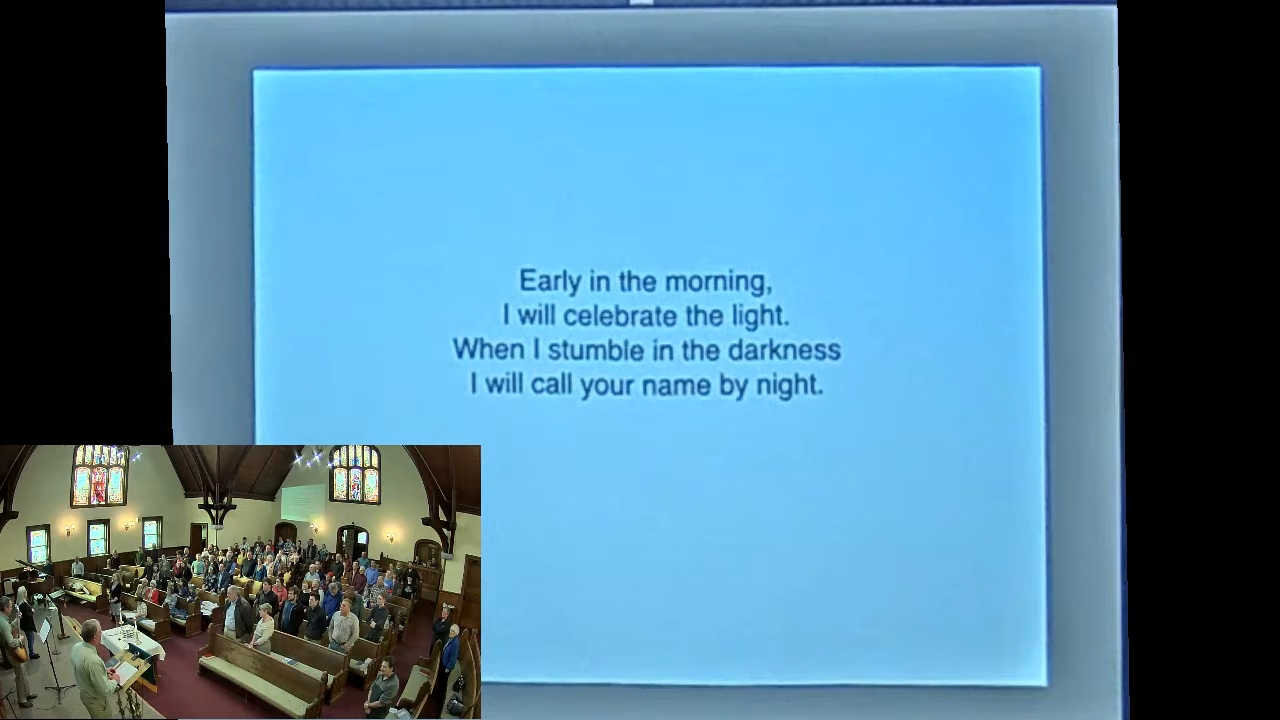 Early in the morning,
I will celebrate the light.
When I stumble in the darkness
I will call your name by night.